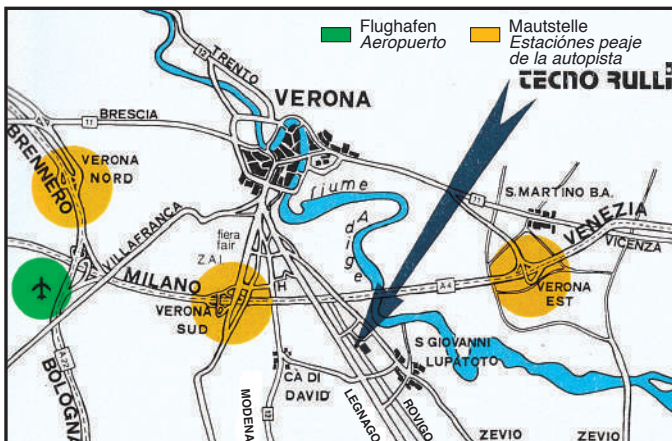 Flughafen
Aeropuerto
Mautstelle
Estaciónes peaje
de la autopista
TECNO RULLI
12
TRENTO
VERONA
BRESCIA
11
BRENNERO
VERONA
NORD
VILLAFRANCA
fiume
Adige
11
S. MARTINO B.A.
VENEZIA
VICENZA
fiera
fair
ZAI
MILANO
H
A4
VERONA
EST
VERONA
SUD
A 22
BOLOGNA
S GIOVANNI
LUPATOTO
CA DI
DAVID
MODENA
12
LEGNAGO
ROVIGO
ZEVIO
ZEVIO